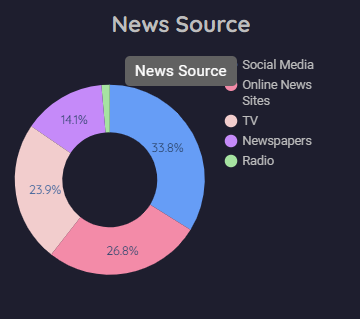 News Source
News Source
Social Media
Online News
Sites
TV
Newspapers
Radio
33.8%
26.8%
23.9%
14.1%